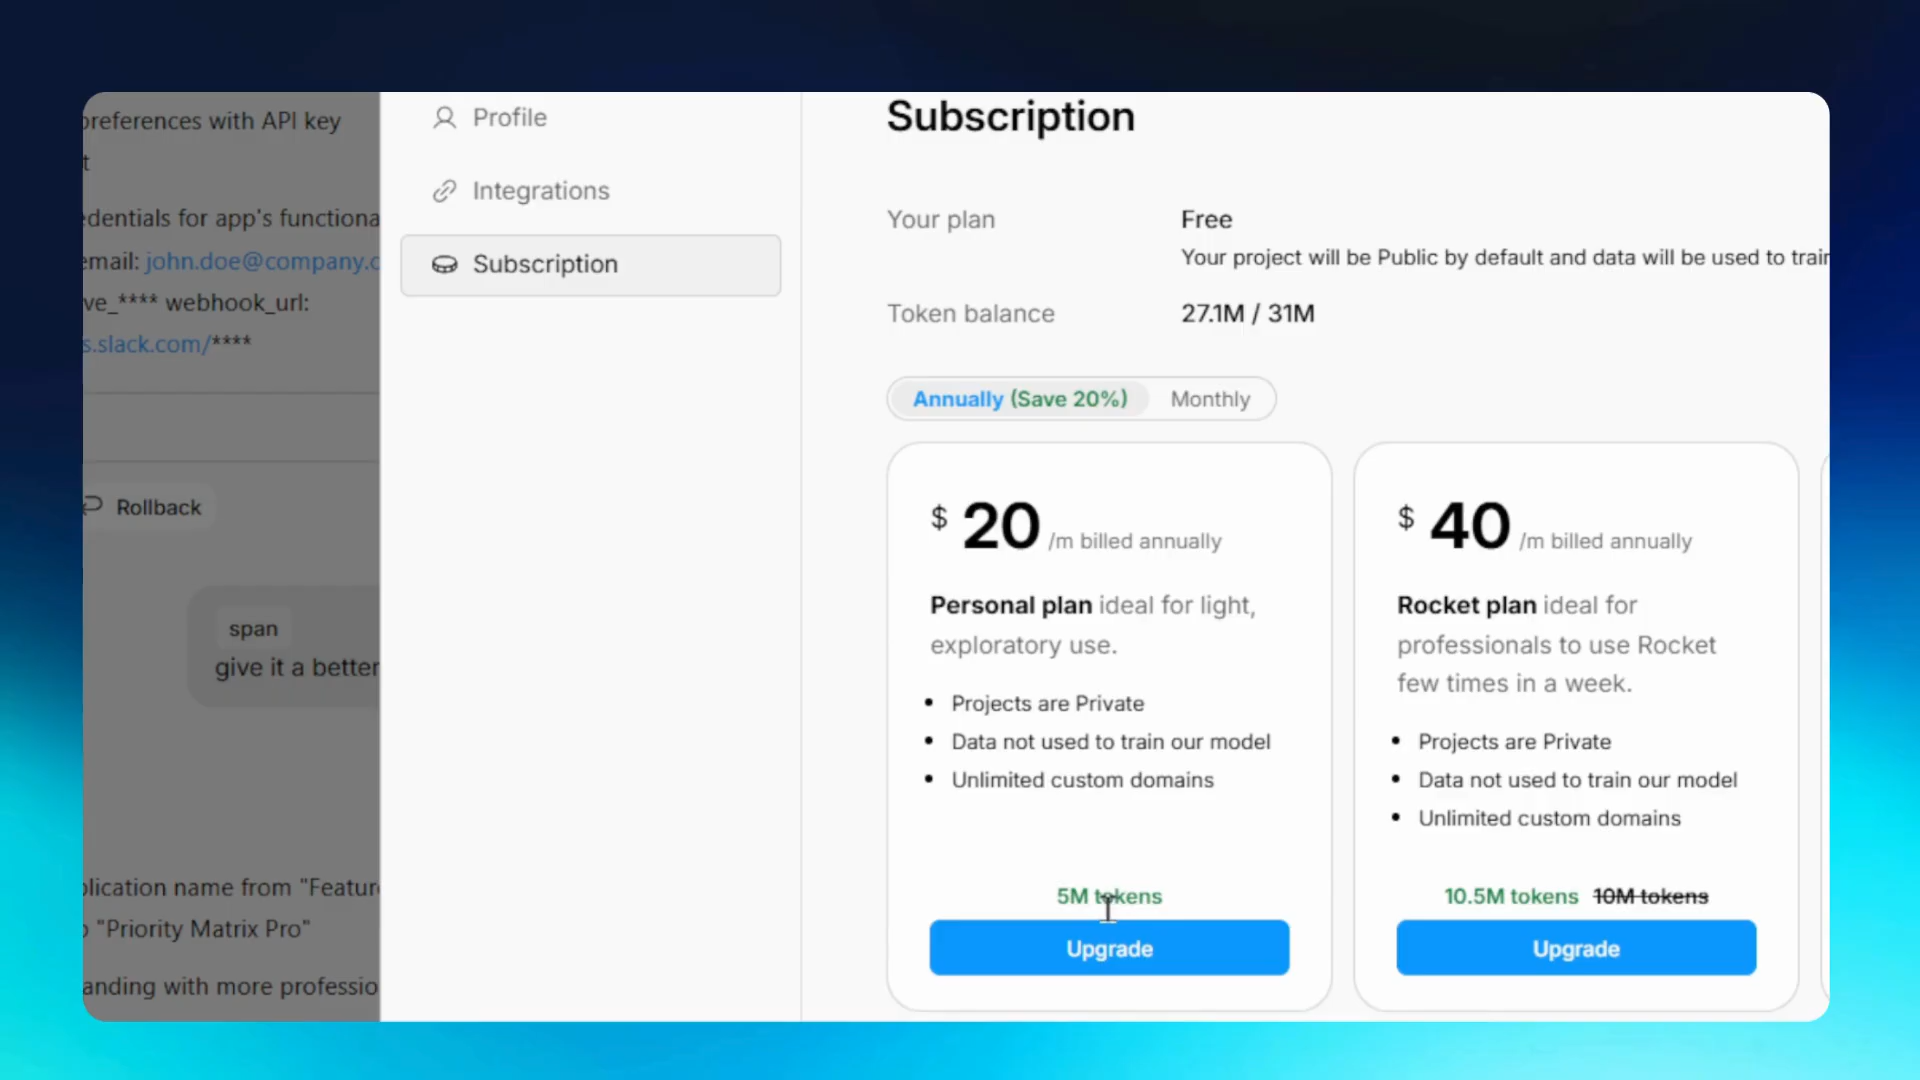 preferences with API key
t
edentials for app's functiona
email: john.doe@company.c
ve_**** webhook_url:
s.slack.com/****
Rollback
span
give it a better
plication name from "Featur
o "Priority Matrix Pro"
anding with more professio
Profile
Integrations
Subscription
Subscription
Your plan
Free
Your project will be Public by default and data will be used to train
Token balance
27.1M / 31M
Annually (Save 20%)
Monthly
$ 20 /m billed annually
Personal plan ideal for light,
exploratory use.
• Projects are Private
• Data not used to train our model
• Unlimited custom domains
5M tokens
Upgrade
$ 40 /m billed annually
Rocket plan ideal for
professionals to use Rocket
few times in a week.
• Projects are Private
• Data not used to train our model
• Unlimited custom domains
10.5M tokens 10M tokens
Upgrade